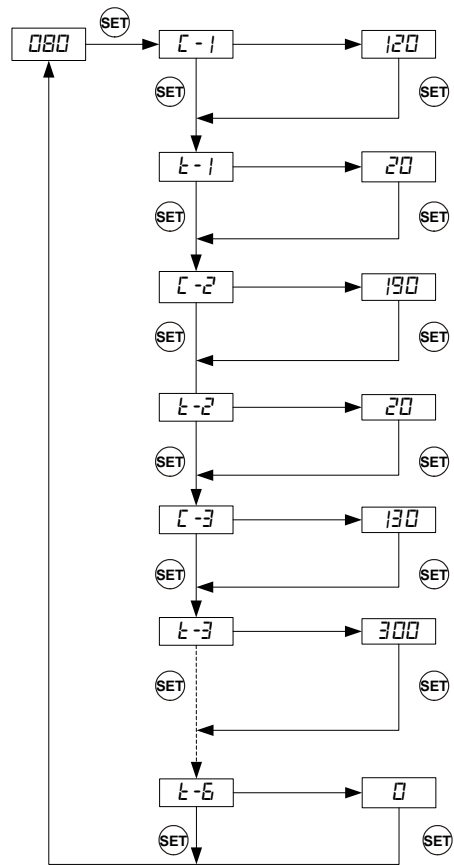 SET
080 C-1 120
SET SET
t-1 20
SET SET
C-2 190
SET SET
t-2 20
SET SET
C-3 130
SET SET
t-3 300
SET SET
t-6 0
SET SET